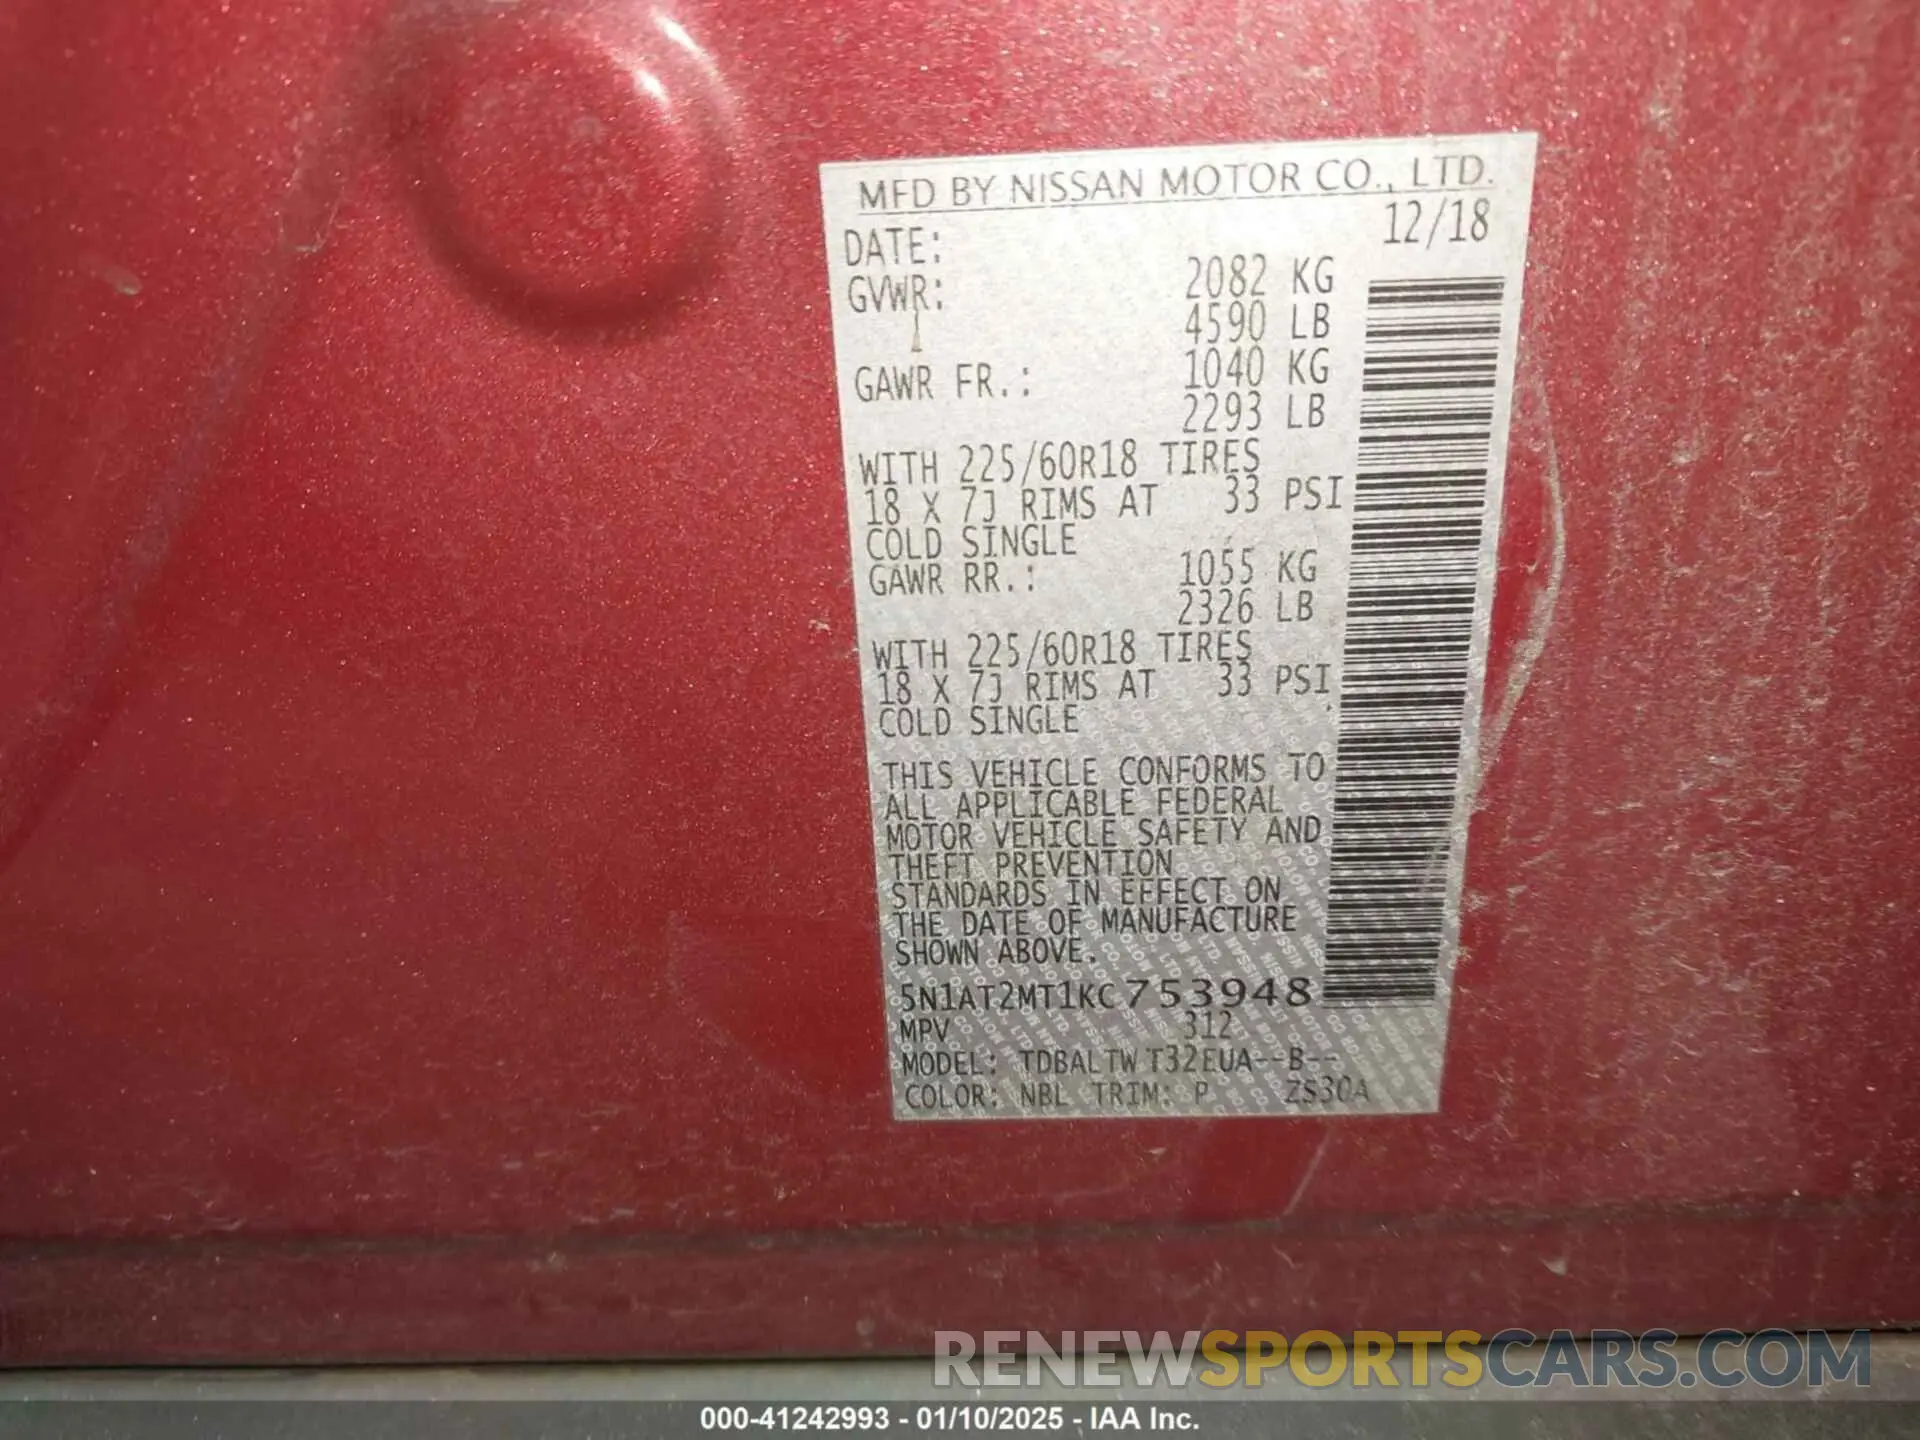 MFD BY NISSAN MOTOR CO., LTD.
DATE: 12/18
GVWR: 2082 KG
4590 LB
GAWR FR.: 1040 KG
2293 LB
WITH 225/60R18 TIRES
18 X 7J RIMS AT 33 PSI
COLD SINGLE
GAWR RR.: 1055 KG
2326 LB
WITH 225/60R18 TIRES
18 X 7J RIMS AT 33 PSI
COLD SINGLE
THIS VEHICLE CONFORMS TO
ALL APPLICABLE FEDERAL
MOTOR VEHICLE SAFETY AND
THEFT PREVENTION
STANDARDS IN EFFECT ON
THE DATE OF MANUFACTURE
SHOWN ABOVE.
5N1AT2MT1KC753948
MPV 312
MODEL: TDBALTW T32EUA--B--
COLOR: NBL TRIM: P ZS30A
RENEWSPORTSCARS.COM
000-41242993 - 01/10/2025 - IAA Inc.